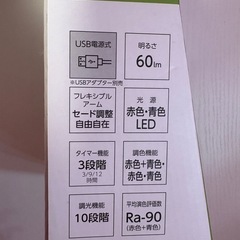 USB電源式
※USBアダプター別売
明るさ
60lm
フレキシブル
アーム
セード調整
自由自在
光 源
赤色・青色
LED
タイマー機能
3段階
3/9/12
時間
調色機能
赤色+青色・
赤色・青色
調光機能
10段階
平均演色評価数
Ra-90
(赤色+青色)